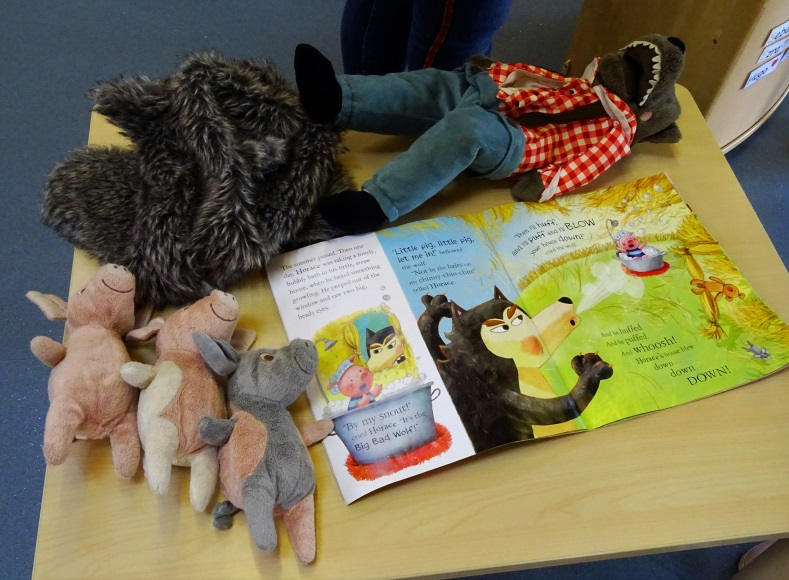 The summer passed. Then one
day, Horace was taking a lovely,
bubbly bath in his little, straw
house, when he heard something
growling. He peeped out of the
window and saw two big,
beady eyes.
"By my snout!"
cried Horace. "It's the
Big Bad Wolf!"
"Little pig, little pig,
let me in!" bellowed
the wolf.
"Not by the hairs on
my chinny-chin-chin!"
yelled Horace.
"Then I'll huff,
and I'll puff and I'll BLOW
your house down!"
cried the wolf.
And he huffed.
And he puffed.
And whoosh!
Horace's house blew
down
down
DOWN!